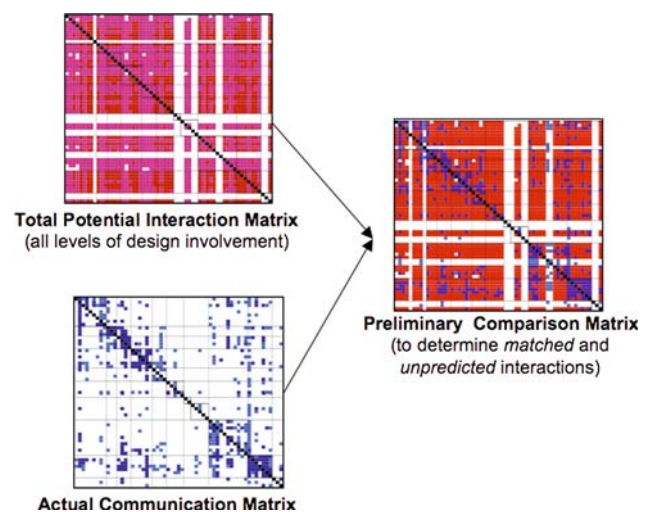 Total Potential Interaction Matrix
(all levels of design involvement)
Preliminary Comparison Matrix
(to determine matched and
unpredicted interactions)
Actual Communication Matrix